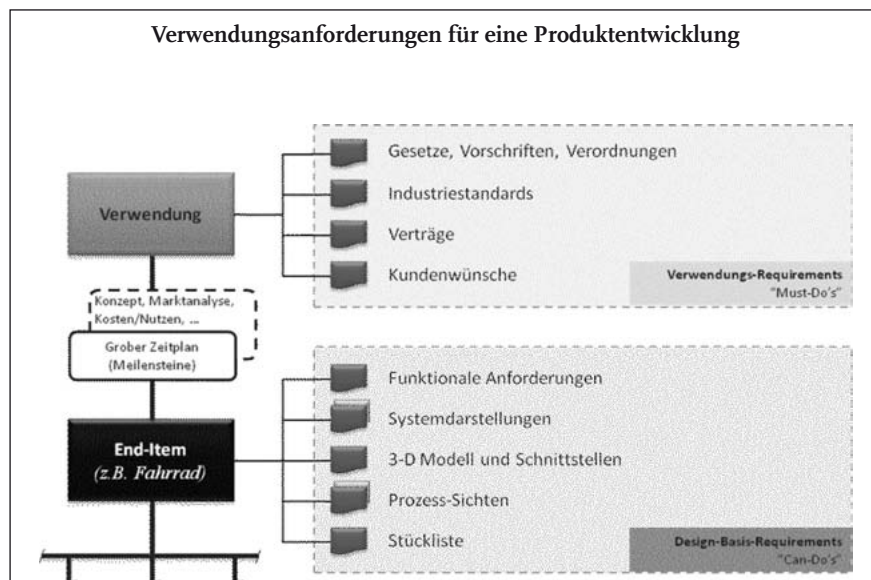 Verwendungsanforderungen für eine Produktentwicklung
Verwendung
Gesetze, Vorschriften, Verordnungen
Industriestandards
Verträge
Kundenwünsche
Verwendungs-Requirements
"Must-Do's"
Konzept, Marktanalyse,
Kosten/Nutzen, ...
Grober Zeitplan
(Meilensteine)
End-Item
(z.B. Fahrrad)
Funktionale Anforderungen
Systemdarstellungen
3-D Modell und Schnittstellen
Prozess-Sichten
Stückliste
Design-Basis-Requirements
"Can-Do's"